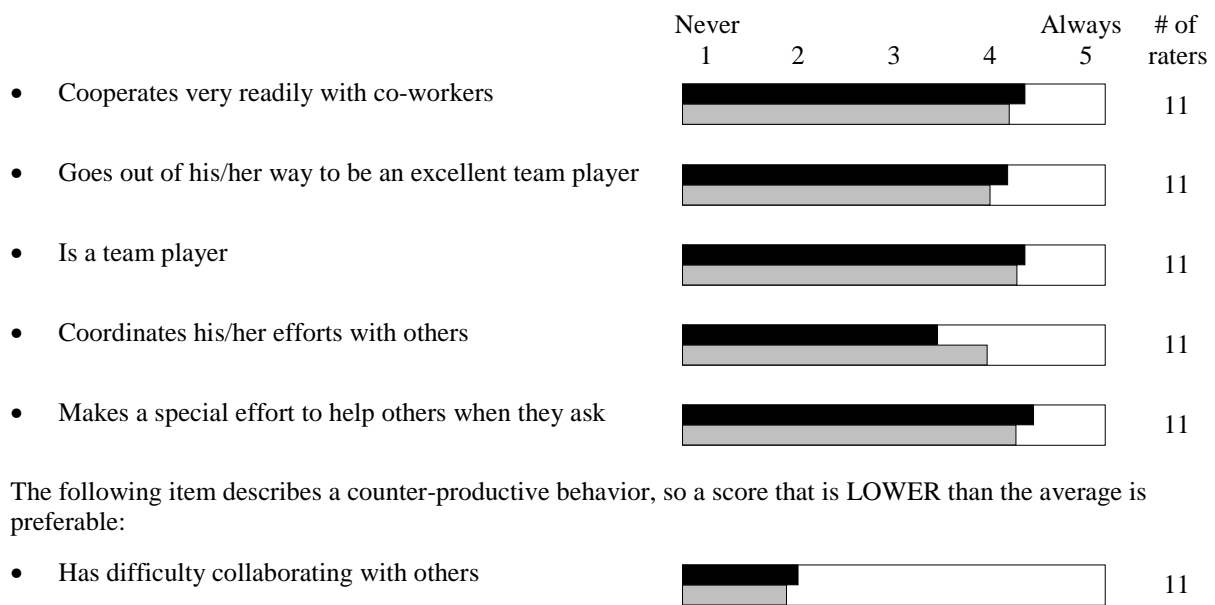 Never Always # of
1 2 3 4 5 raters
• Cooperates very readily with co-workers 11
• Goes out of his/her way to be an excellent team player 11
• Is a team player 11
• Coordinates his/her efforts with others 11
• Makes a special effort to help others when they ask 11
The following item describes a counter-productive behavior, so a score that is LOWER than the average is
preferable:
• Has difficulty collaborating with others 11